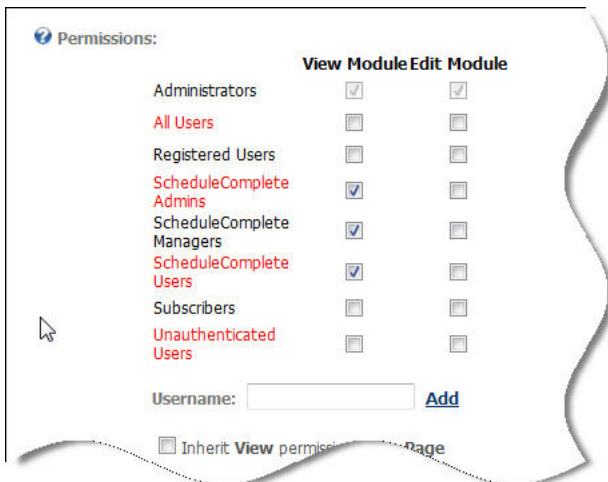 Permissions:
View Module Edit Module
Administrators
All Users
Registered Users
ScheduleComplete
Admins
ScheduleComplete
Managers
ScheduleComplete
Users
Subscribers
Unauthenticated
Users
Username: Add
Inherit View Page